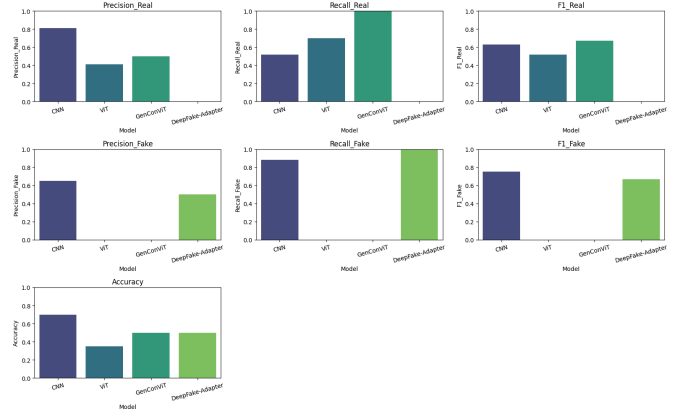 Precision_Real
Precision_Real
1.0
0.8
0.6
0.4
0.2
0.0
CNN
ViT
GenConViT
DeepFake-Adapter
Model
Recall_Real
Recall_Real
1.0
0.8
0.6
0.4
0.2
0.0
CNN
ViT
GenConViT
DeepFake-Adapter
Model
F1_Real
F1_Real
1.0
0.8
0.6
0.4
0.2
0.0
CNN
ViT
GenConViT
DeepFake-Adapter
Model
Precision_Fake
Precision_Fake
1.0
0.8
0.6
0.4
0.2
0.0
CNN
ViT
GenConViT
DeepFake-Adapter
Model
Recall_Fake
Recall_Fake
1.0
0.8
0.6
0.4
0.2
0.0
CNN
ViT
GenConViT
DeepFake-Adapter
Model
F1_Fake
F1_Fake
1.0
0.8
0.6
0.4
0.2
0.0
CNN
ViT
GenConViT
DeepFake-Adapter
Model
Accuracy
Accuracy
1.0
0.8
0.6
0.4
0.2
0.0
CNN
ViT
GenConViT
DeepFake-Adapter
Model